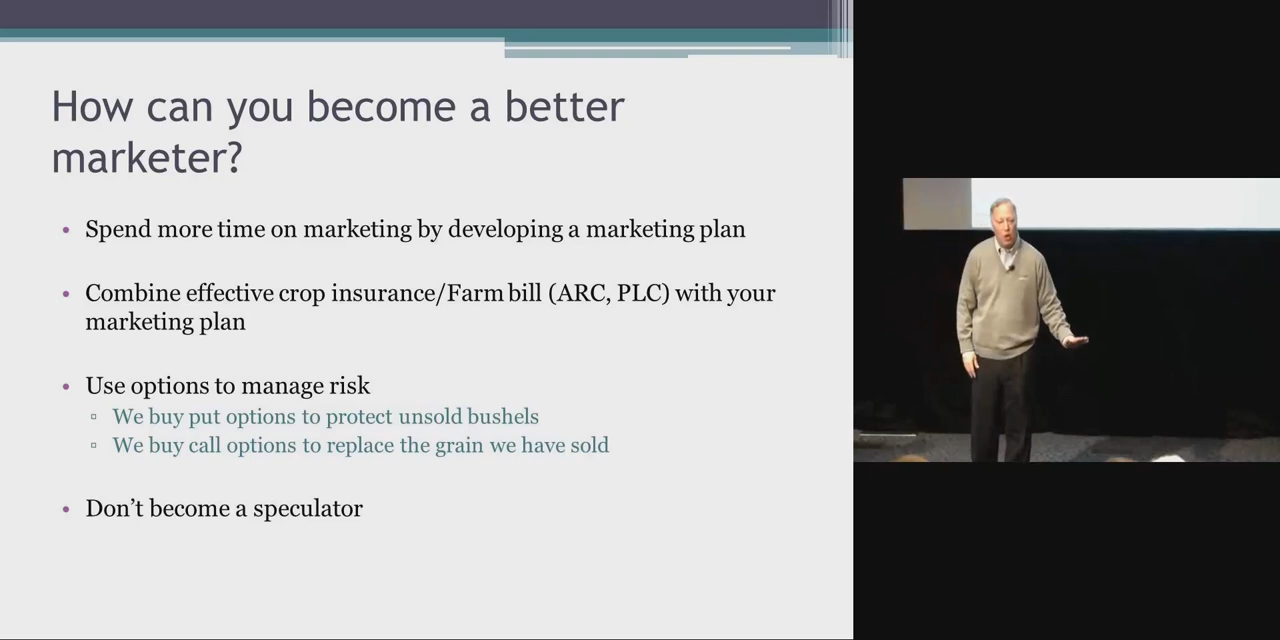 How can you become a better
marketer?
• Spend more time on marketing by developing a marketing plan
• Combine effective crop insurance/Farm bill (ARC, PLC) with your
marketing plan
• Use options to manage risk
▫ We buy put options to protect unsold bushels
▫ We buy call options to replace the grain we have sold
• Don’t become a speculator